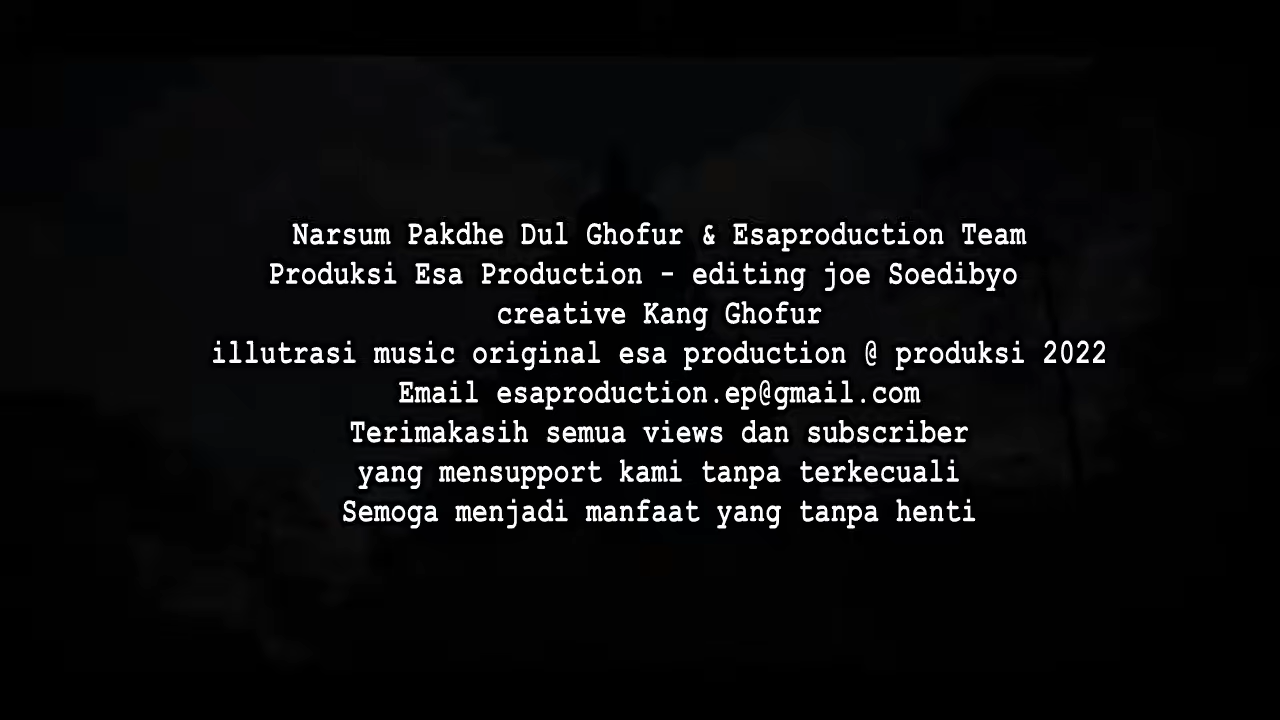 Narsum Pakdhe Dul Ghofur & Esaproduction Team
Produksi Esa Production - editing joe Soedibyo
creative Kang Ghofur
illutrasi music original esa production @ produksi 2022
Email esaproduction.ep@gmail.com
Terimakasih semua views dan subscriber
yang mensupport kami tanpa terkecuali
Semoga menjadi manfaat yang tanpa henti